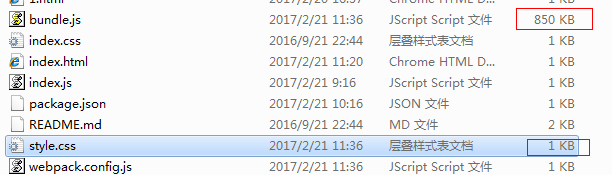 bundle.js 2017/2/21 11:36 JScript Script 文件 850 KB
index.css 2016/9/21 22:44 层叠样式表文档 1 KB
index.html 2017/2/21 11:20 Chrome HTML D... 1 KB
index.js 2017/2/21 9:16 JScript Script 文件 1 KB
package.json 2017/2/21 10:16 JSON 文件 1 KB
README.md 2016/9/21 22:44 MD 文件 2 KB
style.css 2017/2/21 11:36 层叠样式表文档 1 KB
webpack.config.js 2017/2/21 11:36 JScript Script 文件 1 KB